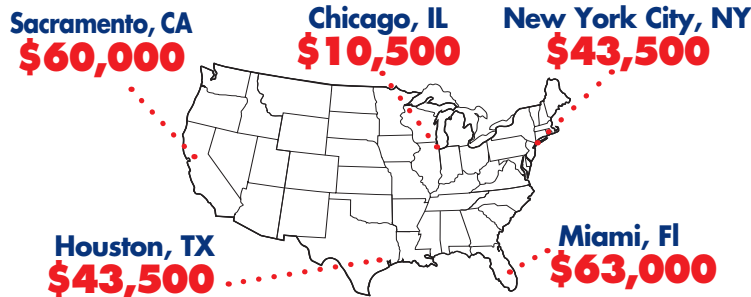 Sacramento, CA
$60,000
Chicago, IL
$10,500
New York City, NY
$43,500
Houston, TX
$43,500
Miami, Fl
$63,000